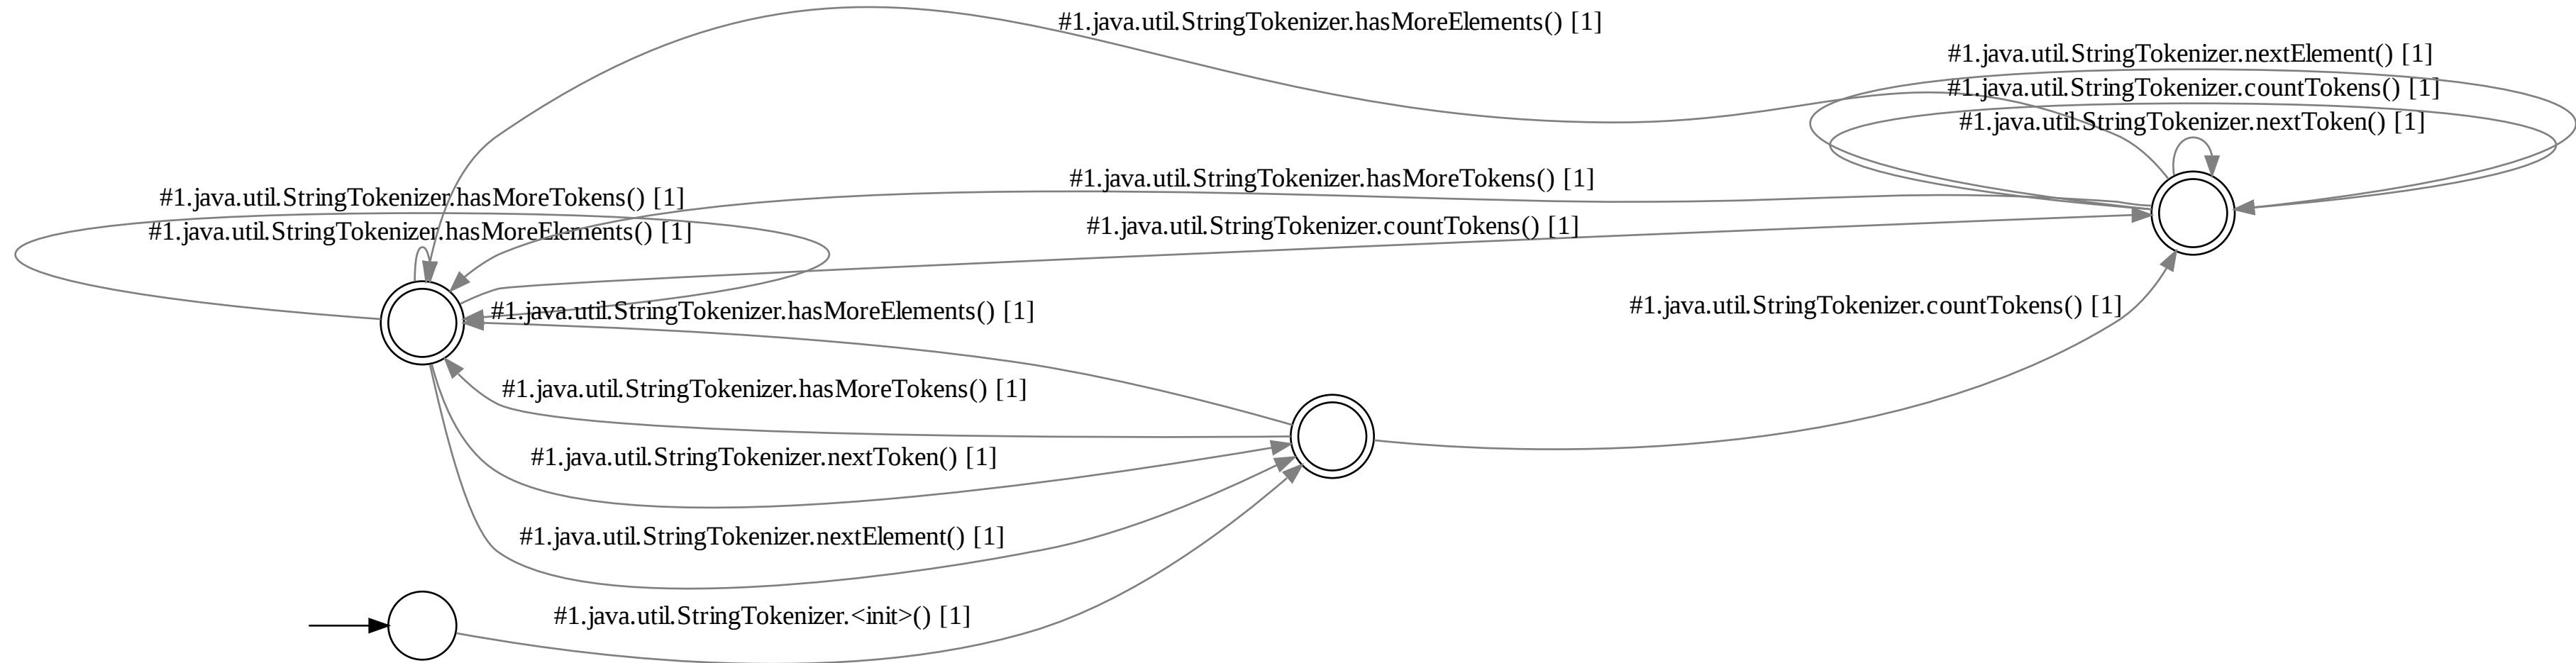 #1.java.util.StringTokenizer.hasMoreElements() [1]
#1.java.util.StringTokenizer.nextElement() [1]
#1.java.util.StringTokenizer.countTokens() [1]
#1.java.util.StringTokenizer.nextToken() [1]
#1.java.util.StringTokenizer.hasMoreTokens() [1]
#1.java.util.StringTokenizer.hasMoreTokens() [1]
#1.java.util.StringTokenizer.countTokens() [1]
#1.java.util.StringTokenizer.hasMoreElements() [1]
#1.java.util.StringTokenizer.hasMoreElements() [1]
#1.java.util.StringTokenizer.countTokens() [1]
#1.java.util.StringTokenizer.hasMoreTokens() [1]
#1.java.util.StringTokenizer.nextToken() [1]
#1.java.util.StringTokenizer.nextElement() [1]
#1.java.util.StringTokenizer.<init>() [1]